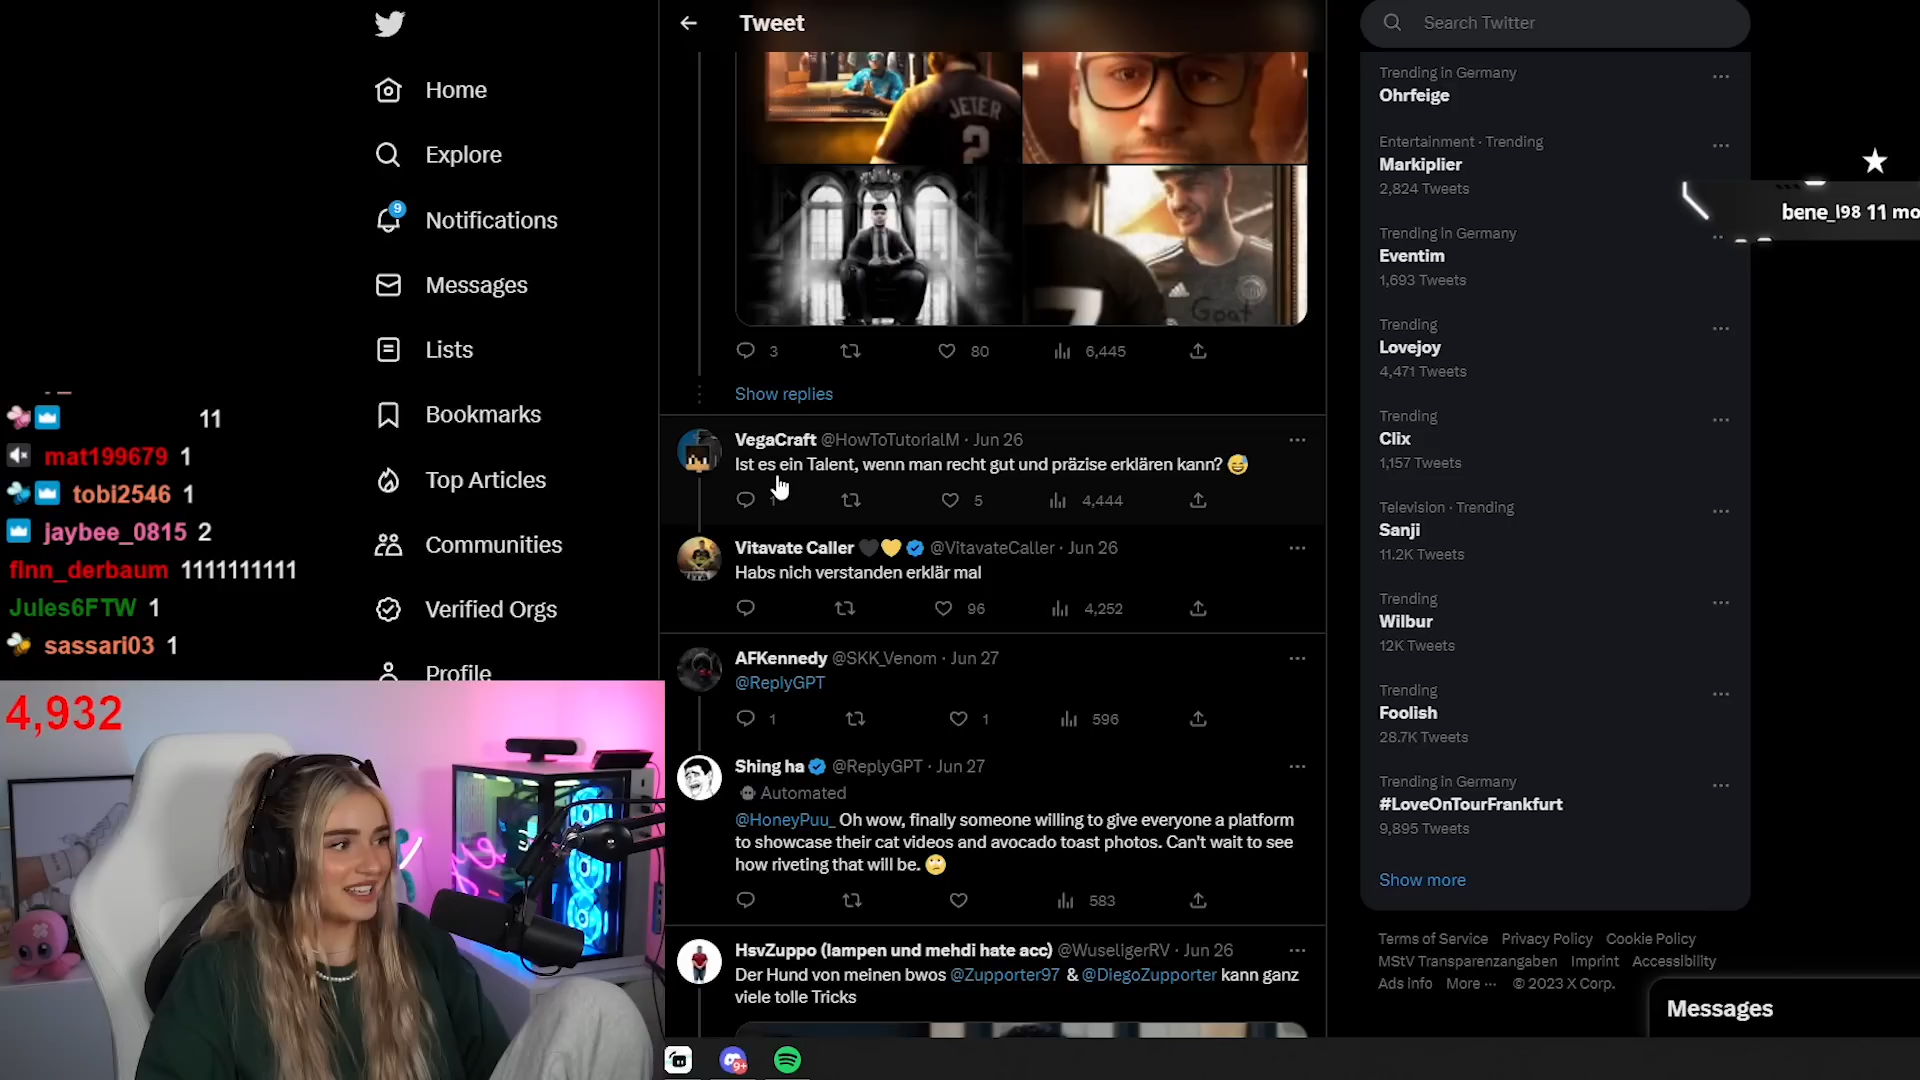 Tweet
Search Twitter
Home
Explore
9
Notifications
Messages
Lists
Bookmarks
Top Articles
Communities
Verified Orgs
Profile
11
mat199679 1
tobi2546 1
jaybee_0815 2
flnn_derbaum 1111111111
Jules6FTW 1
sassari03 1
4,932
JETER
2
7
Goat
3 80 6,445
Show replies
VegaCraft @HowToTutorialM · Jun 26
Ist es ein Talent, wenn man recht gut und präzise erklären kann? 😅
1 5 4,444
Vitavate Caller 🖤💛 @VitavateCaller · Jun 26
Habs nich verstanden erklär mal
96 4,252
AFKennedy @SKK_Venom · Jun 27
@ReplyGPT
1 1 596
Shing ha @ReplyGPT · Jun 27
Automated
@HoneyPuu_ Oh wow, finally someone willing to give everyone a platform
to showcase their cat videos and avocado toast photos. Can't wait to see
how riveting that will be. 🙄
583
HsvZuppo (lampen und mehdi hate acc) @WuseligerRV · Jun 26
Der Hund von meinen bwos @Zupporter97 & @DiegoZupporter kann ganz
viele tolle Tricks
9+
Trending in Germany
Ohrfeige
Entertainment · Trending
Markiplier
2,824 Tweets
Trending in Germany
Eventim
1,693 Tweets
Trending
Lovejoy
4,471 Tweets
Trending
Clix
1,157 Tweets
Television · Trending
Sanji
11.2K Tweets
Trending
Wilbur
12K Tweets
Trending
Foolish
28.7K Tweets
Trending in Germany
#LoveOnTourFrankfurt
9,895 Tweets
Show more
Terms of Service Privacy Policy Cookie Policy
MStV Transparenzangaben Imprint Accessibility
Ads info More ··· © 2023 X Corp.
bene_l98 11 mo
Messages